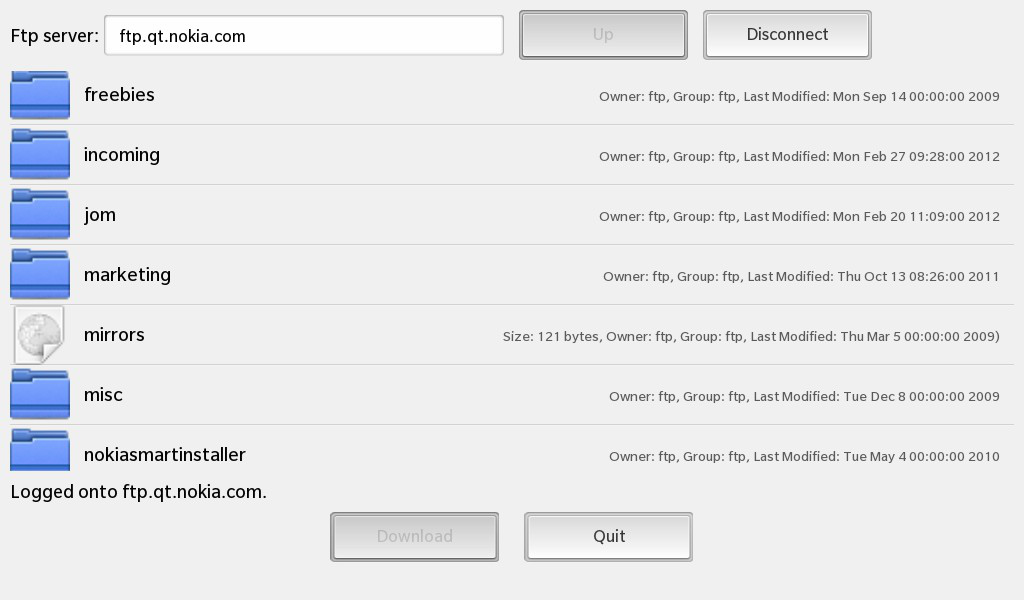 Ftp server: ftp.qt.nokia.com Up Disconnect
freebies Owner: ftp, Group: ftp, Last Modified: Mon Sep 14 00:00:00 2009
incoming Owner: ftp, Group: ftp, Last Modified: Mon Feb 27 09:28:00 2012
jom Owner: ftp, Group: ftp, Last Modified: Mon Feb 20 11:09:00 2012
marketing Owner: ftp, Group: ftp, Last Modified: Thu Oct 13 08:26:00 2011
mirrors Size: 121 bytes, Owner: ftp, Group: ftp, Last Modified: Thu Mar 5 00:00:00 2009)
misc Owner: ftp, Group: ftp, Last Modified: Tue Dec 8 00:00:00 2009
nokiasmartinstaller Owner: ftp, Group: ftp, Last Modified: Tue May 4 00:00:00 2010
Logged onto ftp.qt.nokia.com.
Download Quit